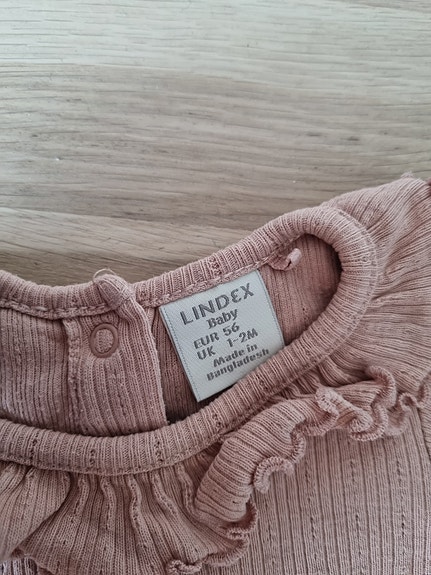 LINDEX
Baby
EUR 56
UK 1-2M
Made in
Bangladesh